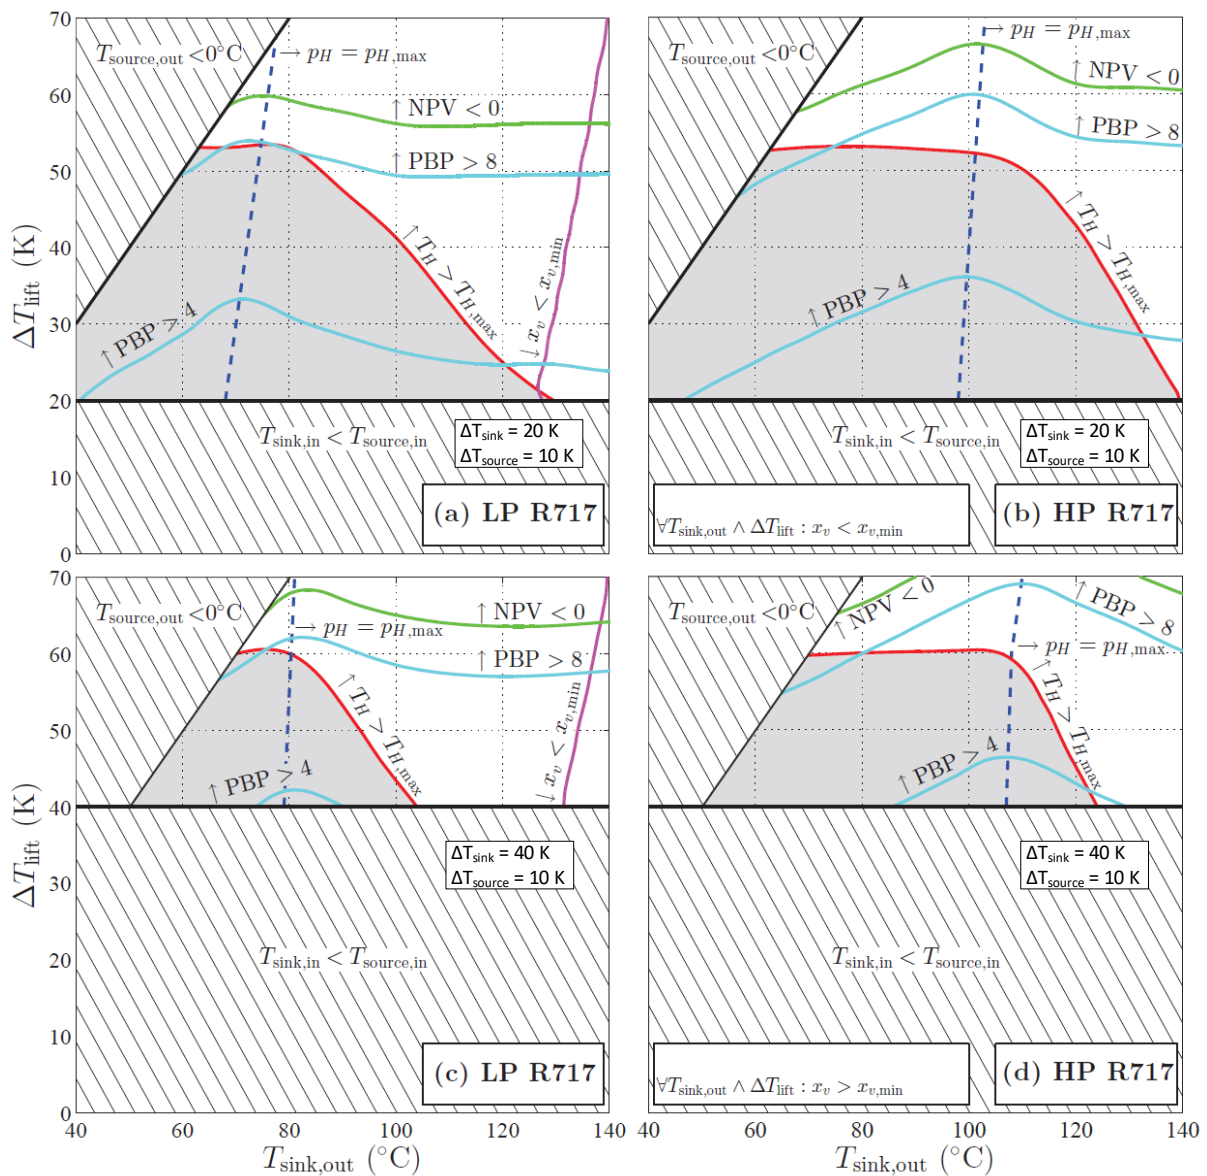 70
60
50
40
30
20
10
0
ΔT_lift (K)
T_source,out <0°C
→ p_H = p_H,max
↑ NPV < 0
↑ PBP > 8
↑ T_H > T_H,max
↓ x_v < x_v,min
↑ PBP > 4
T_sink,in < T_source,in
ΔT_sink = 20 K
ΔT_source = 10 K
(a) LP R717
T_source,out <0°C
→ p_H = p_H,max
↑ NPV < 0
↑ PBP > 8
↑ T_H > T_H,max
↑ PBP > 4
T_sink,in < T_source,in
ΔT_sink = 20 K
ΔT_source = 10 K
∀T_sink,out ∧ ΔT_lift : x_v < x_v,min
(b) HP R717
70
60
50
40
30
20
10
0
ΔT_lift (K)
T_source,out <0°C
↑ NPV < 0
→ p_H = p_H,max
↑ PBP > 8
↑ T_H > T_H,max
↓ x_v < x_v,min
↑ PBP > 4
ΔT_sink = 40 K
ΔT_source = 10 K
T_sink,in < T_source,in
(c) LP R717
40 60 80 100 120 140
T_sink,out (°C)
T_source,out <0°C
↑ NPV < 0
↑ PBP > 8
→ p_H = p_H,max
↑ T_H > T_H,max
↑ PBP > 4
ΔT_sink = 40 K
ΔT_source = 10 K
T_sink,in < T_source,in
∀T_sink,out ∧ ΔT_lift : x_v > x_v,min
(d) HP R717
40 60 80 100 120 140
T_sink,out (°C)